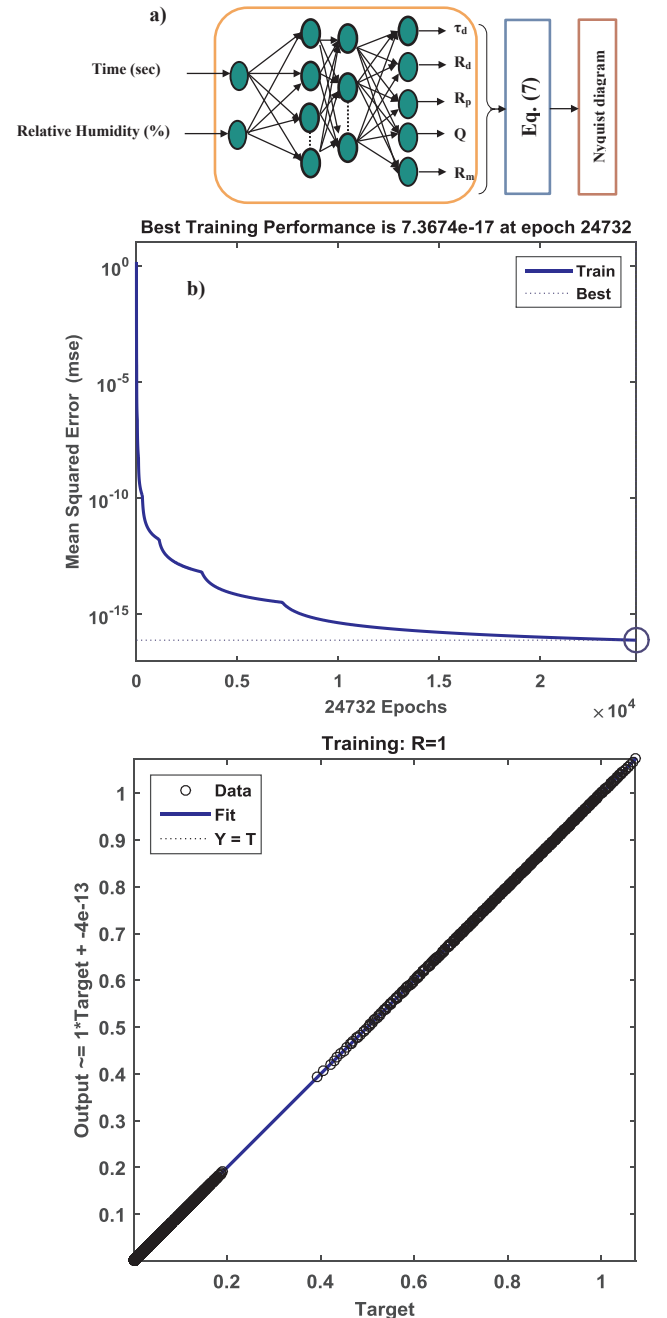 a)
Time (sec)
Relative Humidity (%)
τd
Rd
Rp
Q
Rm
Eq. (7)
Nyquist diagram
Best Training Performance is 7.3674e-17 at epoch 24732
b)
Train
Best
Mean Squared Error (mse)
10^0
10^-5
10^-10
10^-15
0 0.5 1 1.5 2
24732 Epochs
×10^4
Training: R=1
Data
Fit
Y = T
Output ~= 1*Target + -4e-13
1
0.9
0.8
0.7
0.6
0.5
0.4
0.3
0.2
0.1
0.2 0.4 0.6 0.8 1
Target